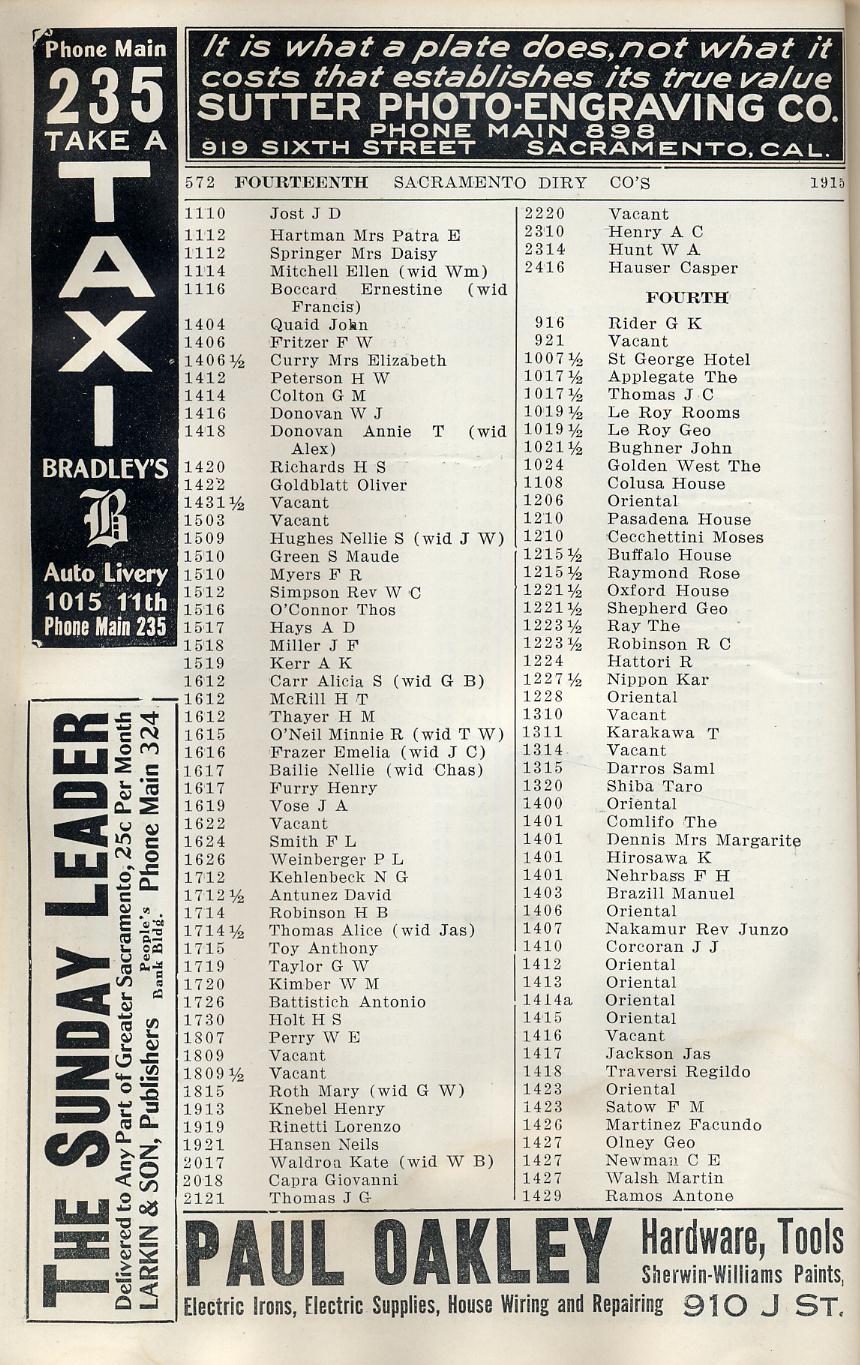 Phone Main
235
TAKE A
TAXI
BRADLEY'S
B
Auto Livery
1015 11th
Phone Main 235
THE SUNDAY LEADER
Delivered to Any Part of Greater Sacramento, 25c Per Month
LARKIN & SON, Publishers People's Bank Bldg. Phone Main 324
It is what a plate does, not what it
costs that establishes its true value
SUTTER PHOTO-ENGRAVING CO.
PHONE MAIN 898
919 SIXTH STREET SACRAMENTO, CAL.
572 FOURTEENTH SACRAMENTO DIRY CO'S 1915
1110 Jost J D
1112 Hartman Mrs Patra E
1112 Springer Mrs Daisy
1114 Mitchell Ellen (wid Wm)
1116 Boccard Ernestine (wid
Francis)
1404 Quaid John
1406 Fritzer F W
1406½ Curry Mrs Elizabeth
1412 Peterson H W
1414 Colton G M
1416 Donovan W J
1418 Donovan Annie T (wid
Alex)
1420 Richards H S
1422 Goldblatt Oliver
1431½ Vacant
1503 Vacant
1509 Hughes Nellie S (wid J W)
1510 Green S Maude
1510 Myers F R
1512 Simpson Rev W C
1516 O'Connor Thos
1517 Hays A D
1518 Miller J F
1519 Kerr A K
1612 Carr Alicia S (wid G B)
1612 McRill H T
1612 Thayer H M
1615 O'Neil Minnie R (wid T W)
1616 Frazer Emelia (wid J C)
1617 Bailie Nellie (wid Chas)
1617 Furry Henry
1619 Vose J A
1622 Vacant
1624 Smith F L
1626 Weinberger P L
1712 Kehlenbeck N G
1712½ Antunez David
1714 Robinson H B
1714½ Thomas Alice (wid Jas)
1715 Toy Anthony
1719 Taylor G W
1720 Kimber W M
1726 Battistich Antonio
1730 Holt H S
1807 Perry W E
1809 Vacant
1809½ Vacant
1815 Roth Mary (wid G W)
1913 Knebel Henry
1919 Rinetti Lorenzo
1921 Hansen Neils
2017 Waldroa Kate (wid W B)
2018 Capra Giovanni
2121 Thomas J G
2220 Vacant
2310 Henry A C
2314 Hunt W A
2416 Hauser Casper
FOURTH
916 Rider G K
921 Vacant
1007½ St George Hotel
1017½ Applegate The
1017½ Thomas J C
1019½ Le Roy Rooms
1019½ Le Roy Geo
1021½ Bughner John
1024 Golden West The
1108 Colusa House
1206 Oriental
1210 Pasadena House
1210 Cecchettini Moses
1215½ Buffalo House
1215½ Raymond Rose
1221½ Oxford House
1221½ Shepherd Geo
1223½ Ray The
1223½ Robinson R C
1224 Hattori R
1227½ Nippon Kar
1228 Oriental
1310 Vacant
1311 Karakawa T
1314 Vacant
1315 Darros Saml
1320 Shiba Taro
1400 Oriental
1401 Comlifo The
1401 Dennis Mrs Margarite
1401 Hirosawa K
1401 Nehrbass F H
1403 Brazill Manuel
1406 Oriental
1407 Nakamur Rev Junzo
1410 Corcoran J J
1412 Oriental
1413 Oriental
1414a Oriental
1415 Oriental
1416 Vacant
1417 Jackson Jas
1418 Traversi Regildo
1423 Oriental
1423 Satow F M
1426 Martinez Facundo
1427 Olney Geo
1427 Newman C E
1427 Walsh Martin
1429 Ramos Antone
PAUL OAKLEY Hardware, Tools
Sherwin-Williams Paints,
Electric Irons, Electric Supplies, House Wiring and Repairing 910 J ST.